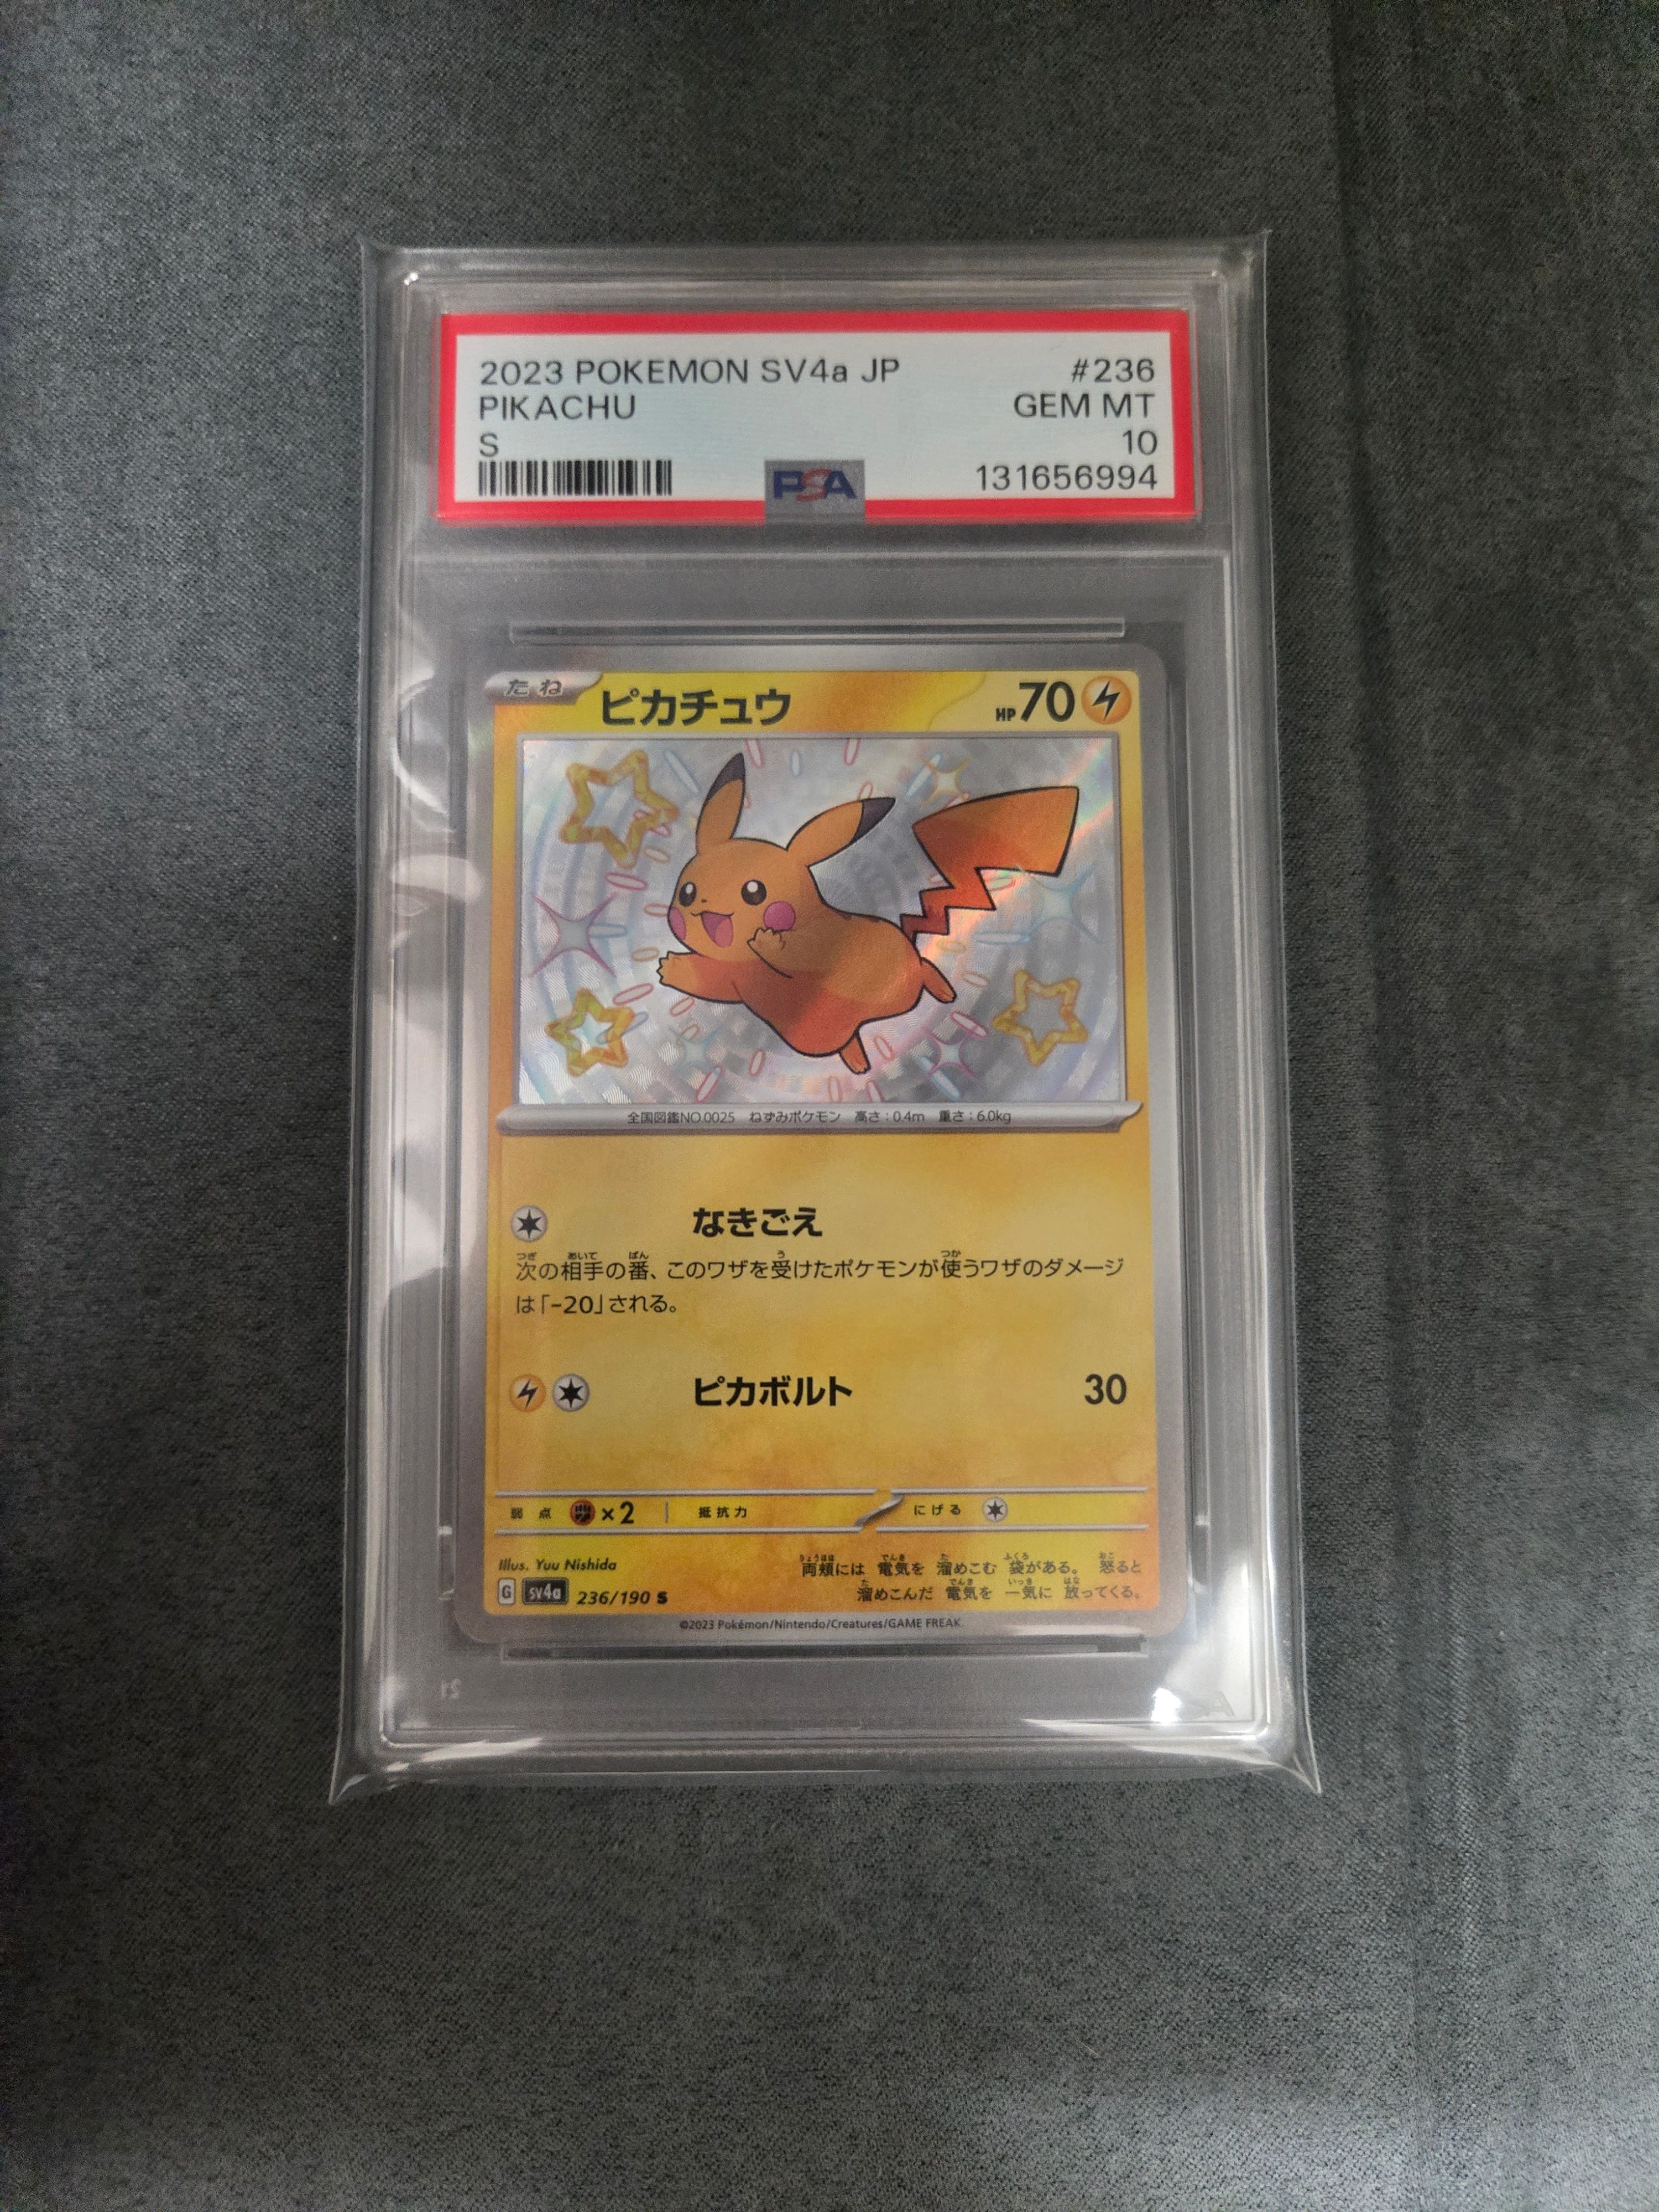 2023 POKEMON SV4a JP #236
PIKACHU GEM MT
S 10
PSA 131656994
たね ピカチュウ HP70
全国図鑑NO.0025 ねずみポケモン 高さ:0.4m 重さ:6.0kg
なきごえ
次の相手の番、このワザを受けたポケモンが使うワザのダメージ
は「-20」される。
ピカボルト 30
弱点 ×2 抵抗力 にげる
Illus. Yuu Nishida
G SV4a 236/190 S
両頬には 電気を 溜めこむ 袋がある。 怒ると
溜めこんだ 電気を 一気に 放ってくる。
©2023 Pokémon/Nintendo/Creatures/GAME FREAK